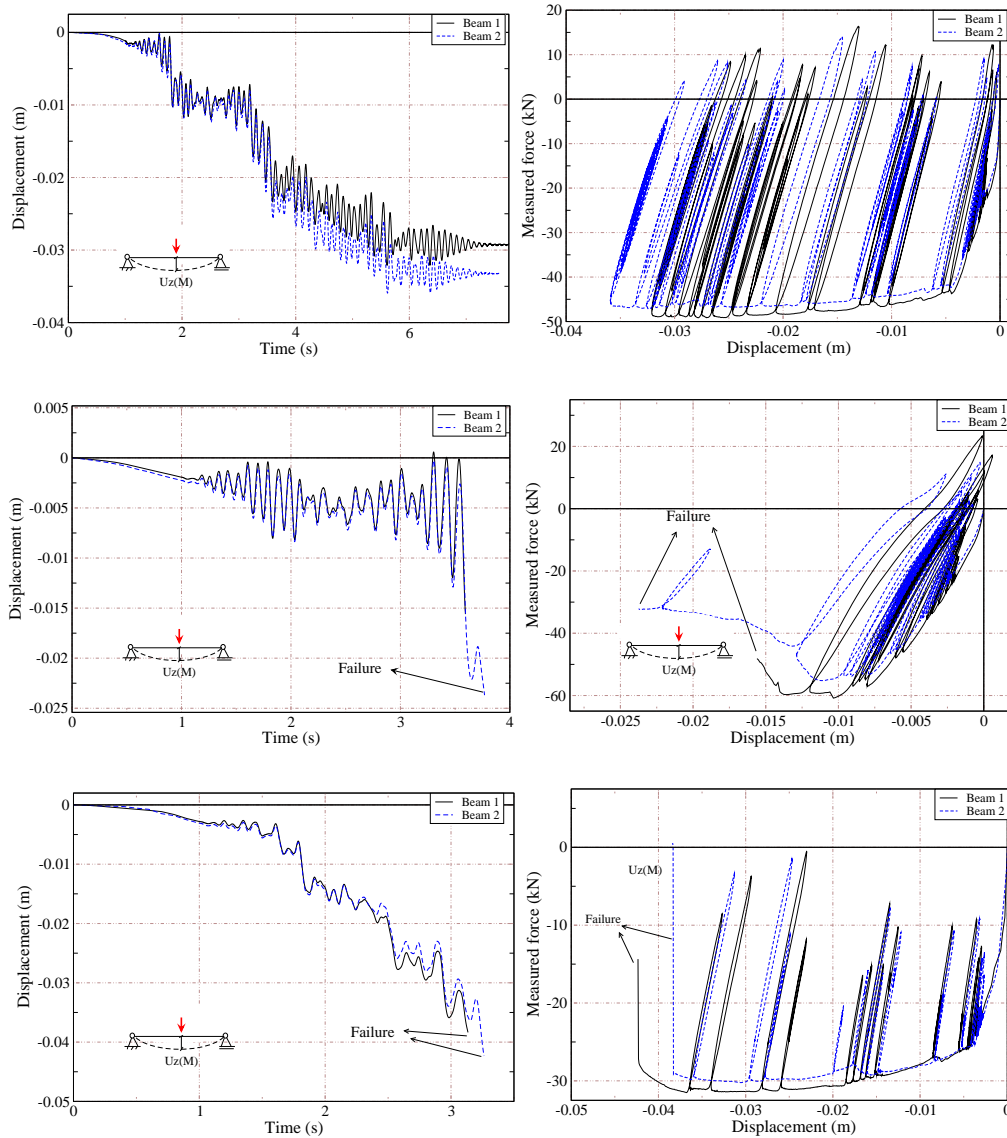 0
-0.01
-0.02
-0.03
-0.04
Displacement (m)
0
2
4
6
Time (s)
Beam 1
Beam 2
Uz(M)
20
10
0
-10
-20
-30
-40
-50
Measured force (kN)
-0.04
-0.03
-0.02
-0.01
0
Displacement (m)
Beam 1
Beam 2
0.005
0
-0.005
-0.01
-0.015
-0.02
-0.025
Displacement (m)
0
1
2
3
4
Time (s)
Beam 1
Beam 2
Uz(M)
Failure
20
0
-20
-40
-60
Measured force (kN)
-0.025
-0.02
-0.015
-0.01
-0.005
0
Displacement (m)
Beam 1
Beam 2
Failure
Uz(M)
0
-0.01
-0.02
-0.03
-0.04
-0.05
Displacement (m)
0
1
2
3
Time (s)
Beam 1
Beam 2
Uz(M)
Failure
0
-10
-20
-30
Measured force (kN)
-0.05
-0.04
-0.03
-0.02
-0.01
0
Displacement (m)
Beam 1
Beam 2
Uz(M)
Failure